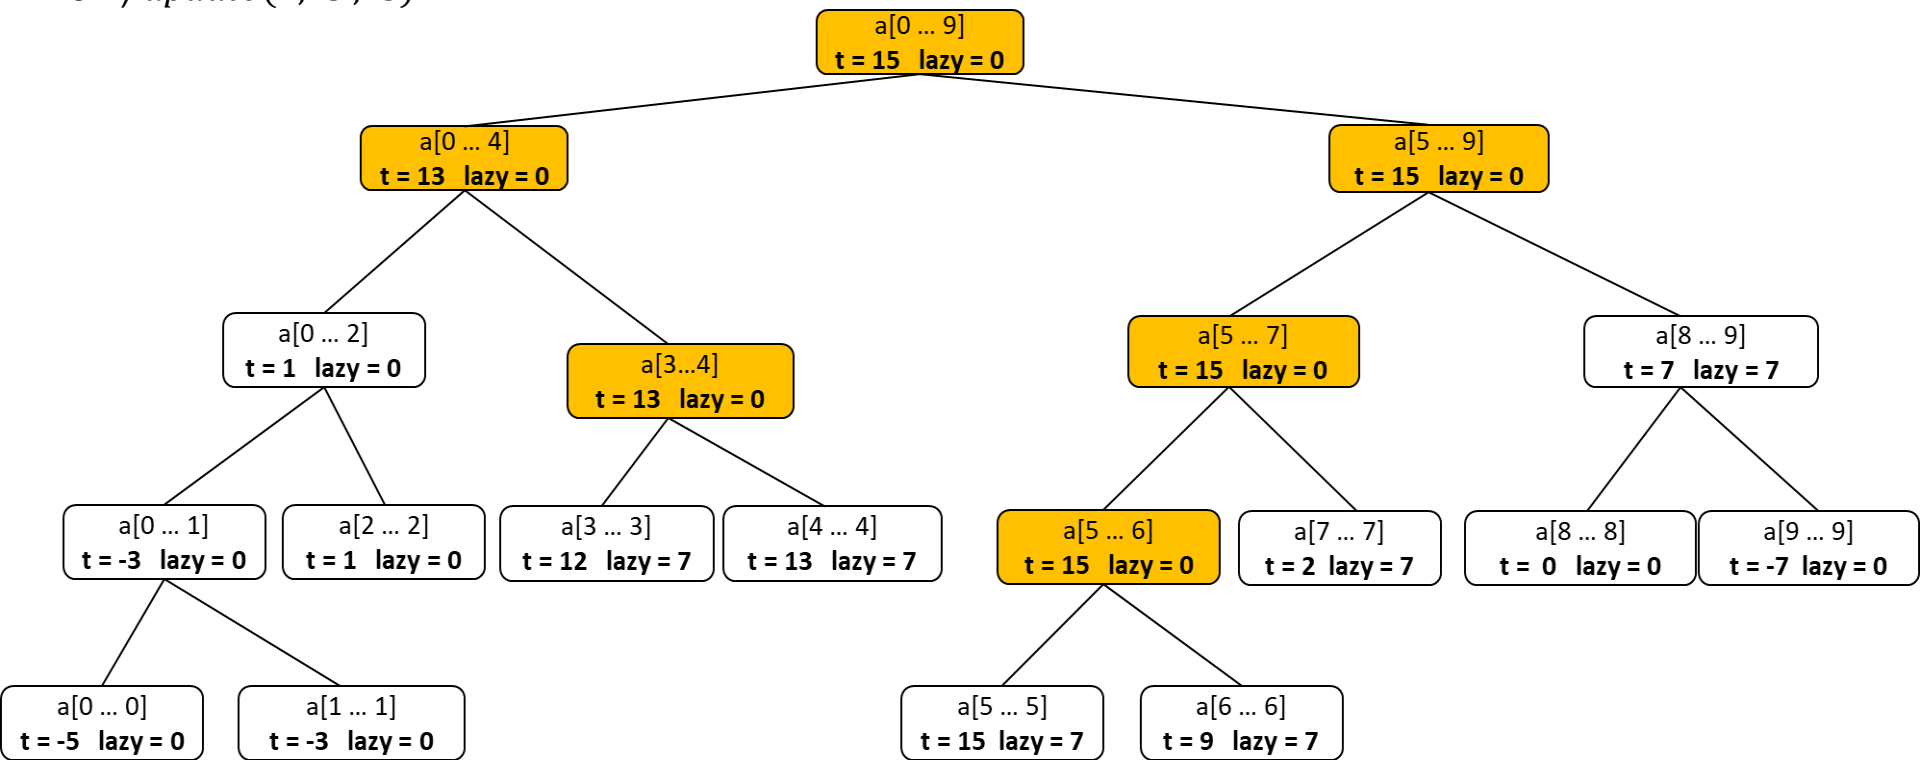 a[0 ... 9]
t = 15 lazy = 0
a[0 ... 4]
t = 13 lazy = 0
a[5 ... 9]
t = 15 lazy = 0
a[0 ... 2]
t = 1 lazy = 0
a[3...4]
t = 13 lazy = 0
a[5 ... 7]
t = 15 lazy = 0
a[8 ... 9]
t = 7 lazy = 7
a[0 ... 1]
t = -3 lazy = 0
a[2 ... 2]
t = 1 lazy = 0
a[3 ... 3]
t = 12 lazy = 7
a[4 ... 4]
t = 13 lazy = 7
a[5 ... 6]
t = 15 lazy = 0
a[7 ... 7]
t = 2 lazy = 7
a[8 ... 8]
t = 0 lazy = 0
a[9 ... 9]
t = -7 lazy = 0
a[0 ... 0]
t = -5 lazy = 0
a[1 ... 1]
t = -3 lazy = 0
a[5 ... 5]
t = 15 lazy = 7
a[6 ... 6]
t = 9 lazy = 7